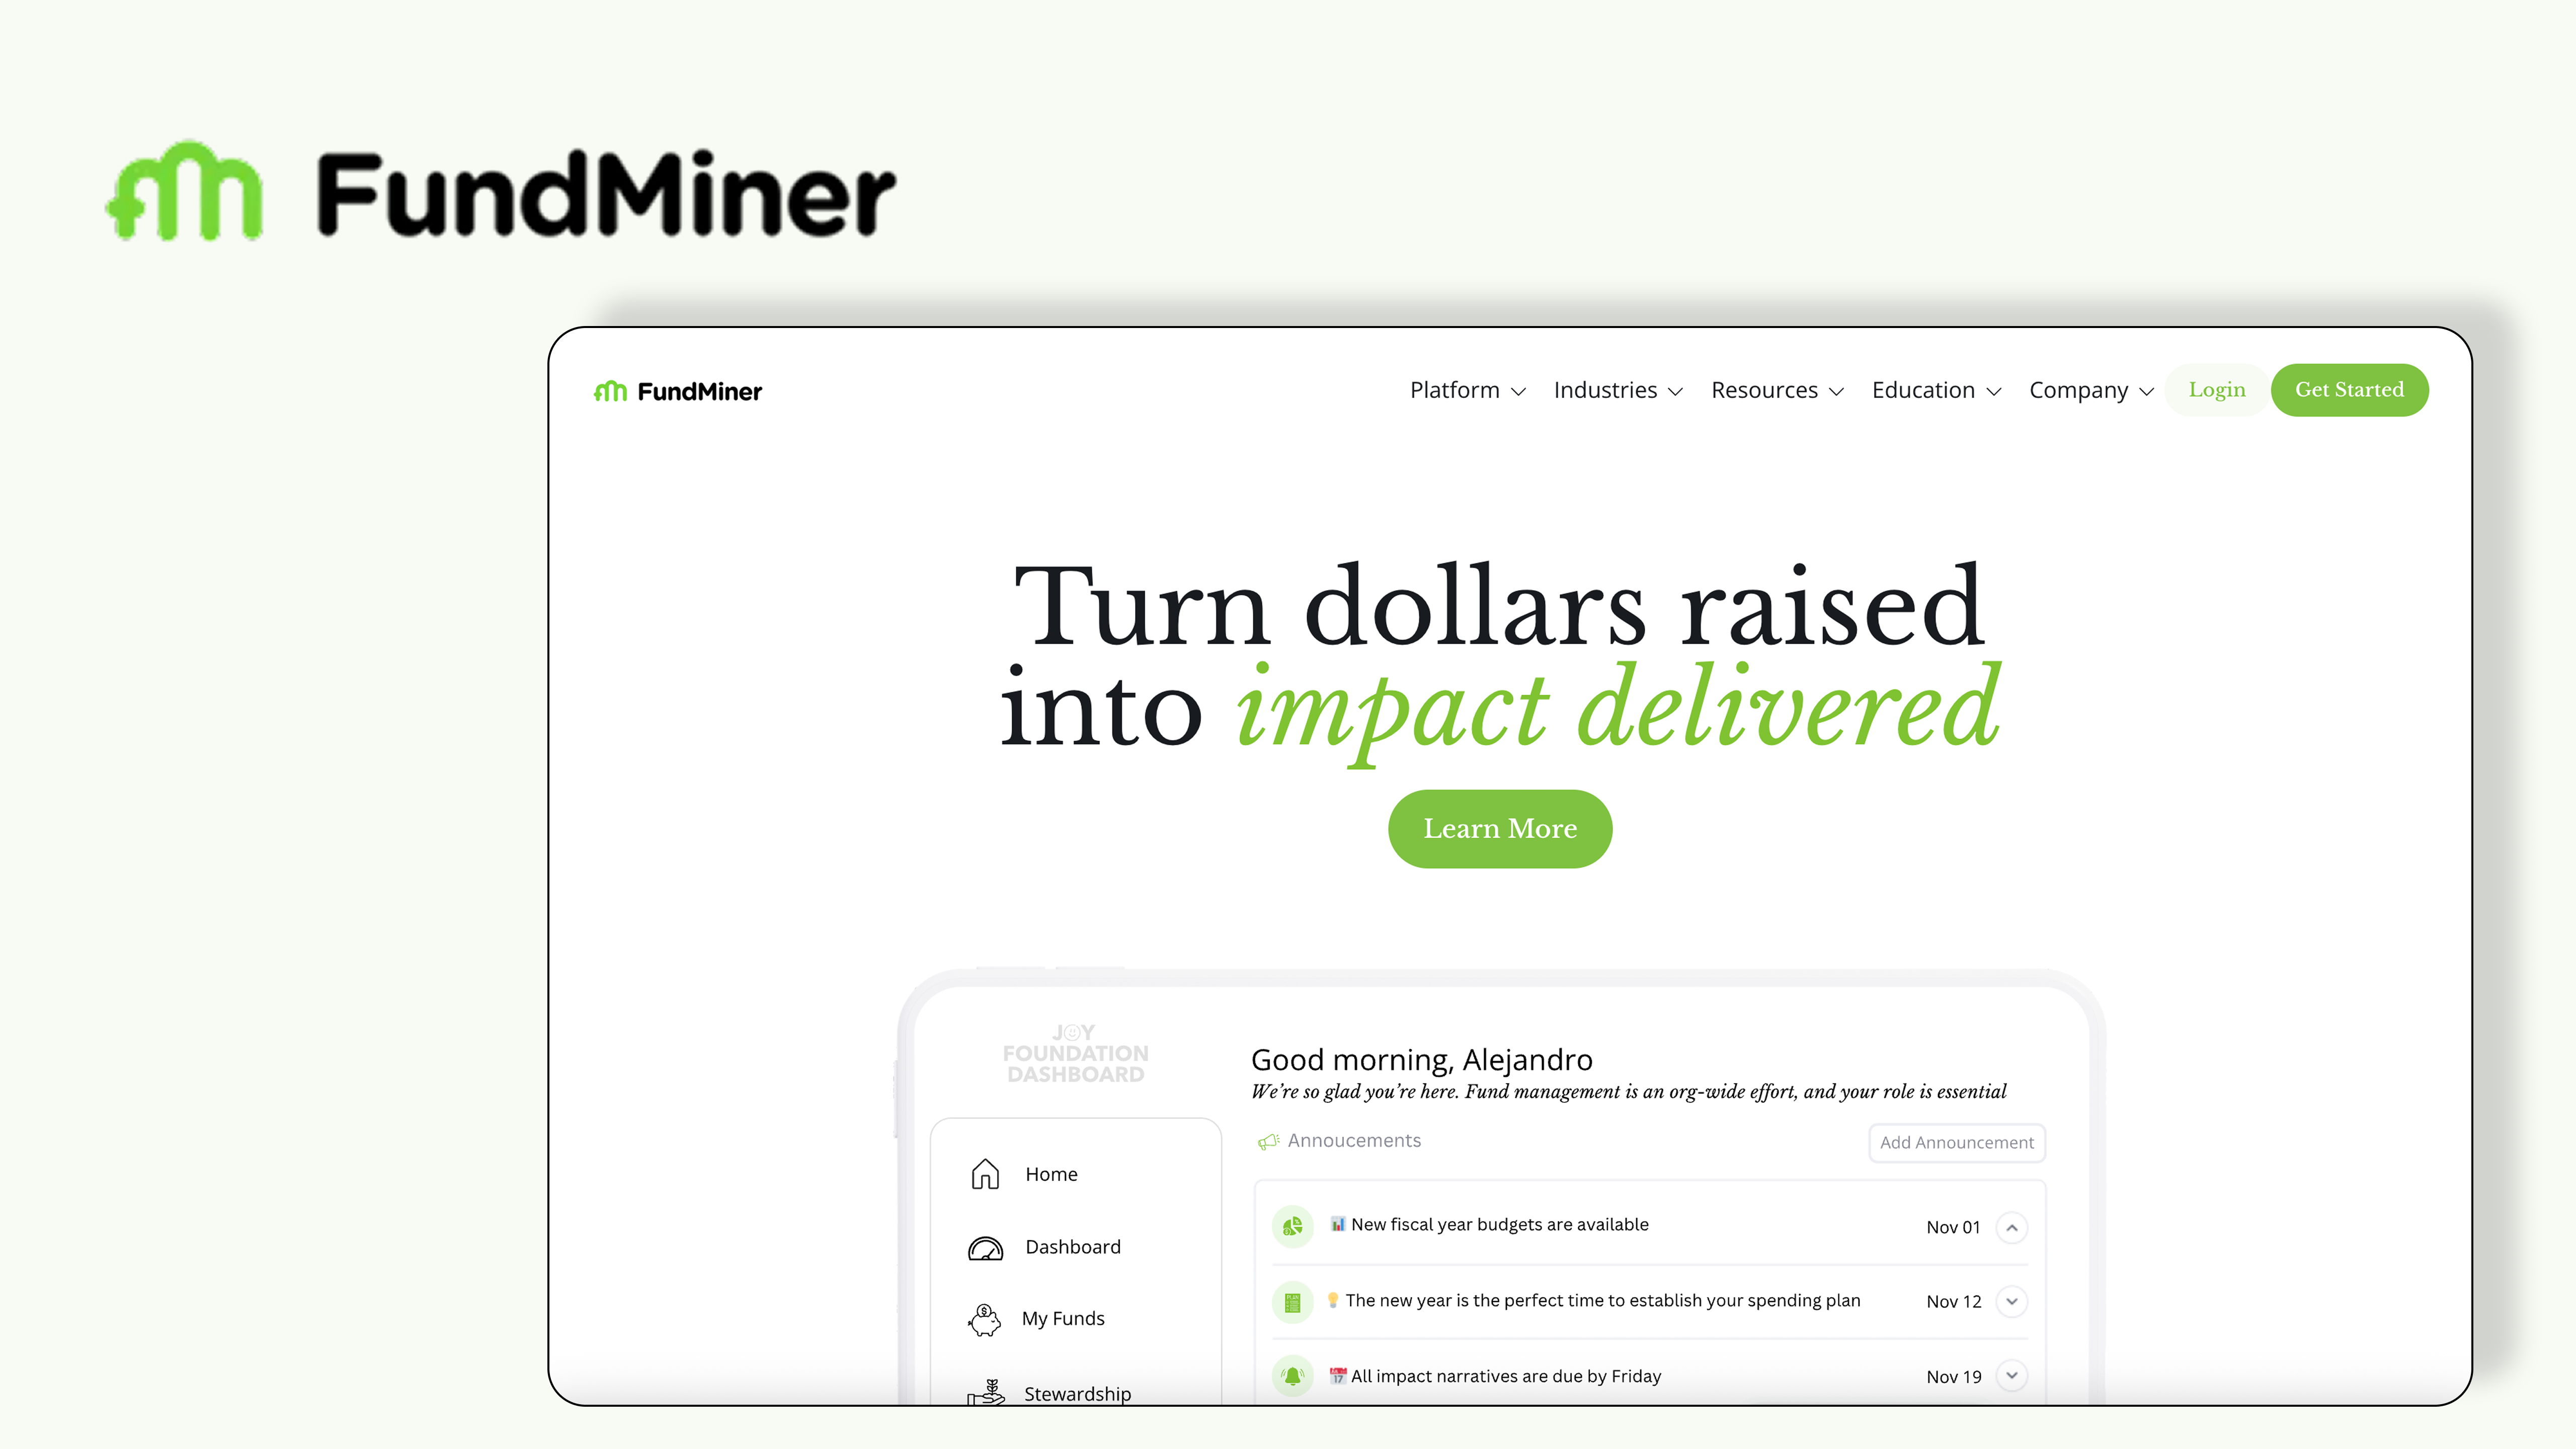 FundMiner
FundMiner
Platform Industries Resources Education Company Login Get Started
Turn dollars raised
into impact delivered
Learn More
JOY
FOUNDATION
DASHBOARD
Good morning, Alejandro
We're so glad you're here. Fund management is an org-wide effort, and your role is essential
Annoucements
Add Announcement
Home
Dashboard
My Funds
Stewardship
📊 New fiscal year budgets are available Nov 01
💡 The new year is the perfect time to establish your spending plan Nov 12
📅 All impact narratives are due by Friday Nov 19